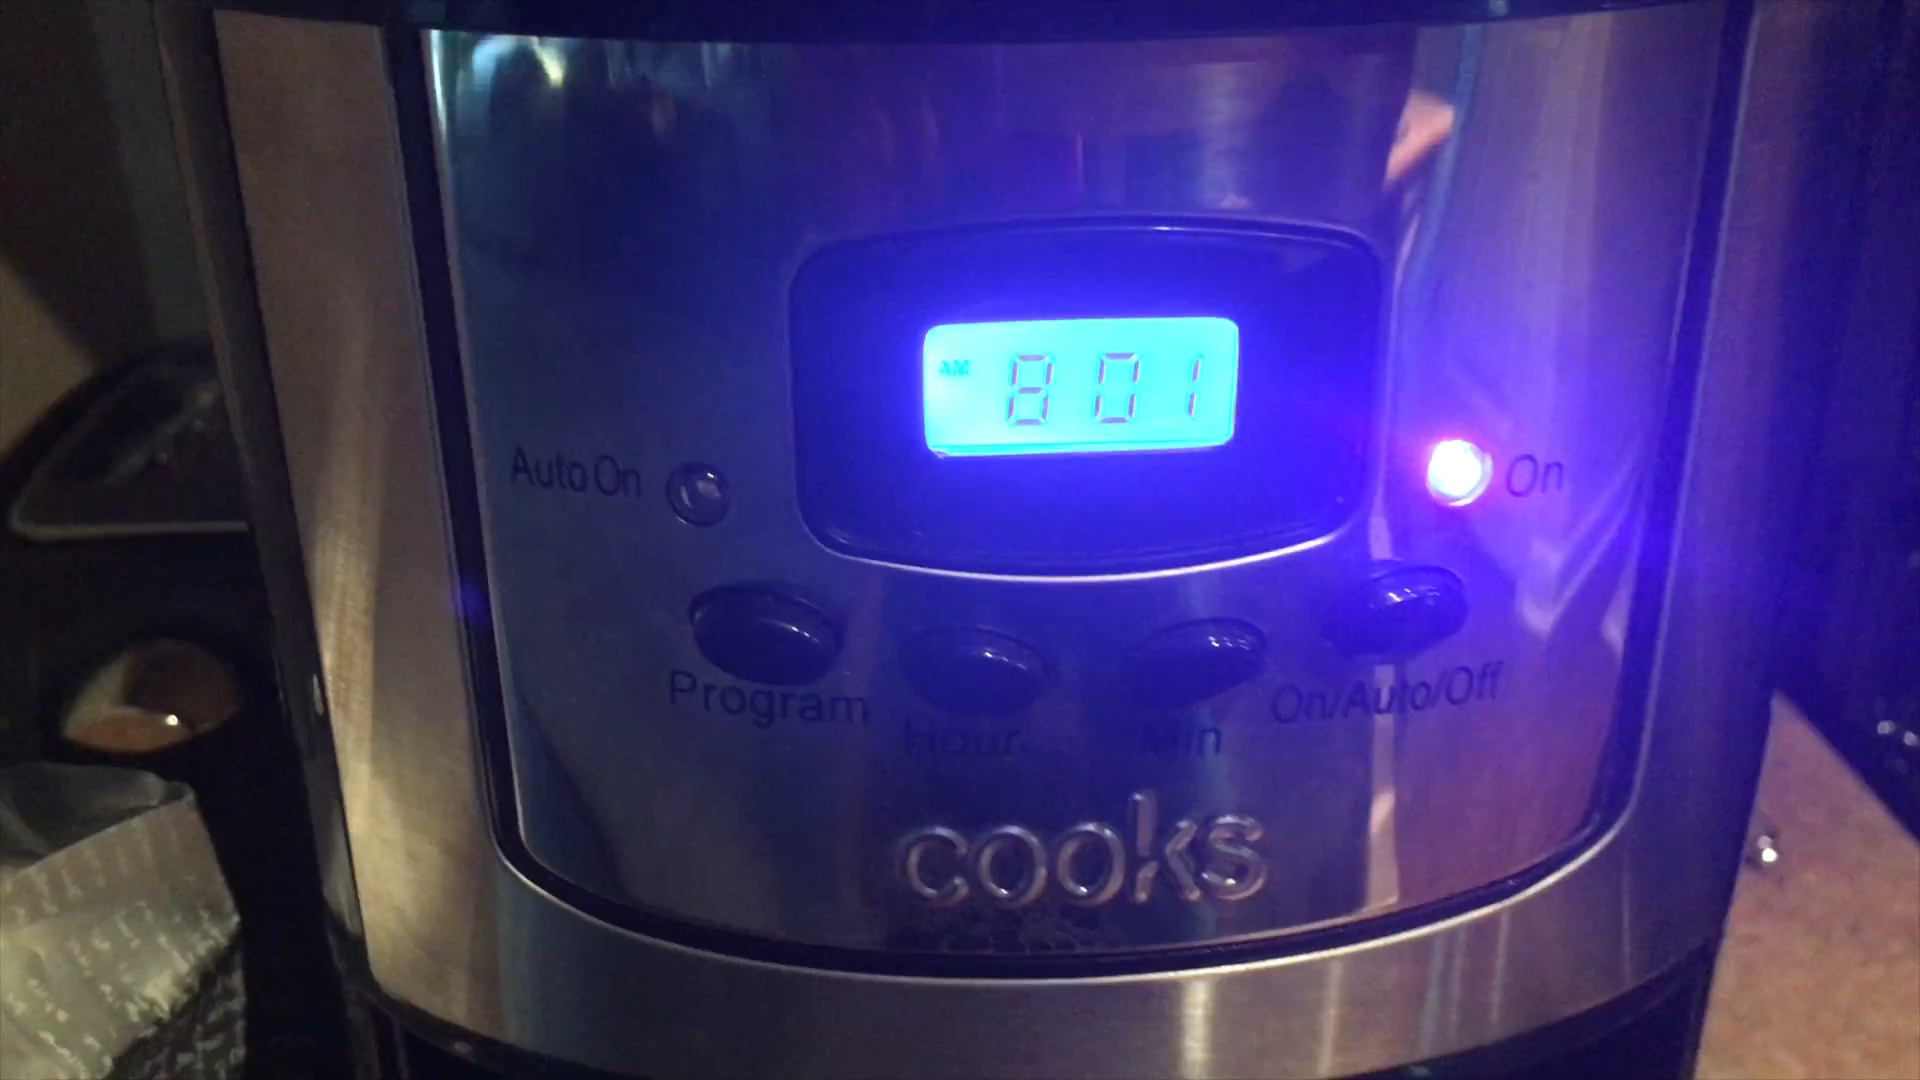 AM 8 01
Auto On
On
Program
Hour
Min
On/Auto/Off
cooks